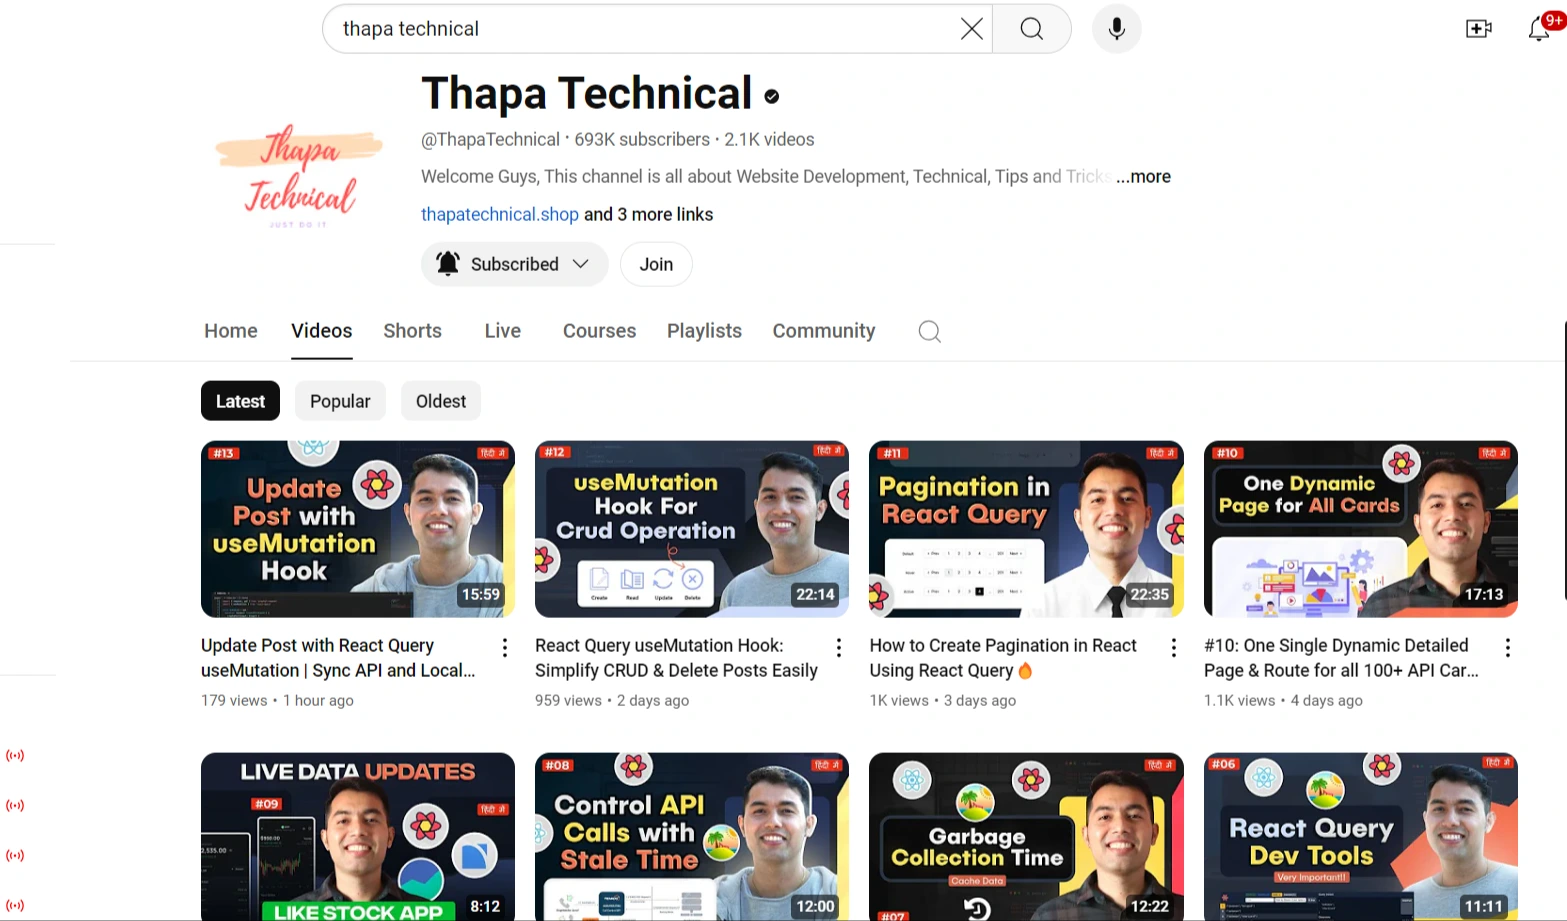 thapa technical
9+
Thapa Technical
@ThapaTechnical · 693K subscribers · 2.1K videos
Thapa
Technical
JUST DO IT
Welcome Guys, This channel is all about Website Development, Technical, Tips and Tricks ...more
thapatechnical.shop and 3 more links
Subscribed
Join
Home Videos Shorts Live Courses Playlists Community
Latest Popular Oldest
#13
हिंदी में
Update
Post with
useMutation
Hook
15:59
#12
हिंदी में
useMutation
Hook For
Crud Operation
Create Read Update Delete
22:14
#11
हिंदी में
Pagination in
React Query
22:35
#10
हिंदी में
One Dynamic
Page for All Cards
17:13
Update Post with React Query
useMutation | Sync API and Local...
179 views • 1 hour ago
React Query useMutation Hook:
Simplify CRUD & Delete Posts Easily
959 views • 2 days ago
How to Create Pagination in React
Using React Query🔥
1K views • 3 days ago
#10: One Single Dynamic Detailed
Page & Route for all 100+ API Car...
1.1K views • 4 days ago
LIVE DATA UPDATES
#09
हिंदी में
LIKE STOCK APP
8:12
#08
हिंदी में
Control API
Calls with
Stale Time
12:00
हिंदी में
Garbage
Collection Time
Cache Data
#07
12:22
#06
हिंदी में
React Query
Dev Tools
Very Important!!
11:11